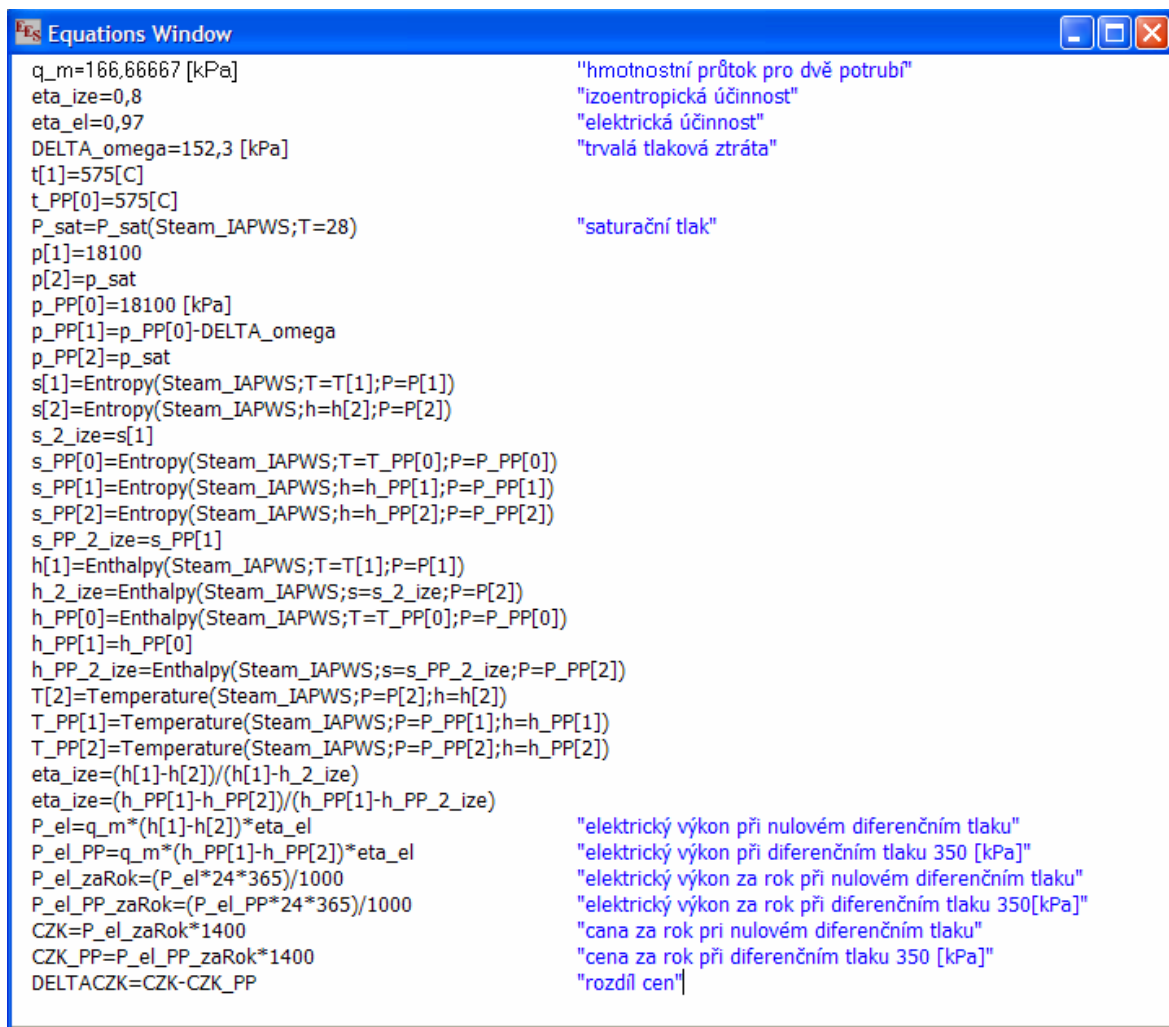 EES Equations Window
q_m=166,66667 [kPa] "hmotnostní průtok pro dvě potrubí"
eta_ize=0,8 "izoentropická účinnost"
eta_el=0,97 "elektrická účinnost"
DELTA_omega=152,3 [kPa] "trvalá tlaková ztráta"
t[1]=575[C]
t_PP[0]=575[C]
P_sat=P_sat(Steam_IAPWS;T=28) "saturační tlak"
p[1]=18100
p[2]=p_sat
p_PP[0]=18100 [kPa]
p_PP[1]=p_PP[0]-DELTA_omega
p_PP[2]=p_sat
s[1]=Entropy(Steam_IAPWS;T=T[1];P=P[1])
s[2]=Entropy(Steam_IAPWS;h=h[2];P=P[2])
s_2_ize=s[1]
s_PP[0]=Entropy(Steam_IAPWS;T=T_PP[0];P=P_PP[0])
s_PP[1]=Entropy(Steam_IAPWS;h=h_PP[1];P=P_PP[1])
s_PP[2]=Entropy(Steam_IAPWS;h=h_PP[2];P=P_PP[2])
s_PP_2_ize=s_PP[1]
h[1]=Enthalpy(Steam_IAPWS;T=T[1];P=P[1])
h_2_ize=Enthalpy(Steam_IAPWS;s=s_2_ize;P=P[2])
h_PP[0]=Enthalpy(Steam_IAPWS;T=T_PP[0];P=P_PP[0])
h_PP[1]=h_PP[0]
h_PP_2_ize=Enthalpy(Steam_IAPWS;s=s_PP_2_ize;P=P_PP[2])
T[2]=Temperature(Steam_IAPWS;P=P[2];h=h[2])
T_PP[1]=Temperature(Steam_IAPWS;P=P_PP[1];h=h_PP[1])
T_PP[2]=Temperature(Steam_IAPWS;P=P_PP[2];h=h_PP[2])
eta_ize=(h[1]-h[2])/(h[1]-h_2_ize)
eta_ize=(h_PP[1]-h_PP[2])/(h_PP[1]-h_PP_2_ize)
P_el=q_m*(h[1]-h[2])*eta_el "elektrický výkon při nulovém diferenčním tlaku"
P_el_PP=q_m*(h_PP[1]-h_PP[2])*eta_el "elektrický výkon při diferenčním tlaku 350 [kPa]"
P_el_zaRok=(P_el*24*365)/1000 "elektrický výkon za rok při nulovém diferenčním tlaku"
P_el_PP_zaRok=(P_el_PP*24*365)/1000 "elektrický výkon za rok při diferenčním tlaku 350[kPa]"
CZK=P_el_zaRok*1400 "cana za rok pri nulovém diferenčním tlaku"
CZK_PP=P_el_PP_zaRok*1400 "cena za rok při diferenčním tlaku 350 [kPa]"
DELTACZK=CZK-CZK_PP "rozdíl cen"